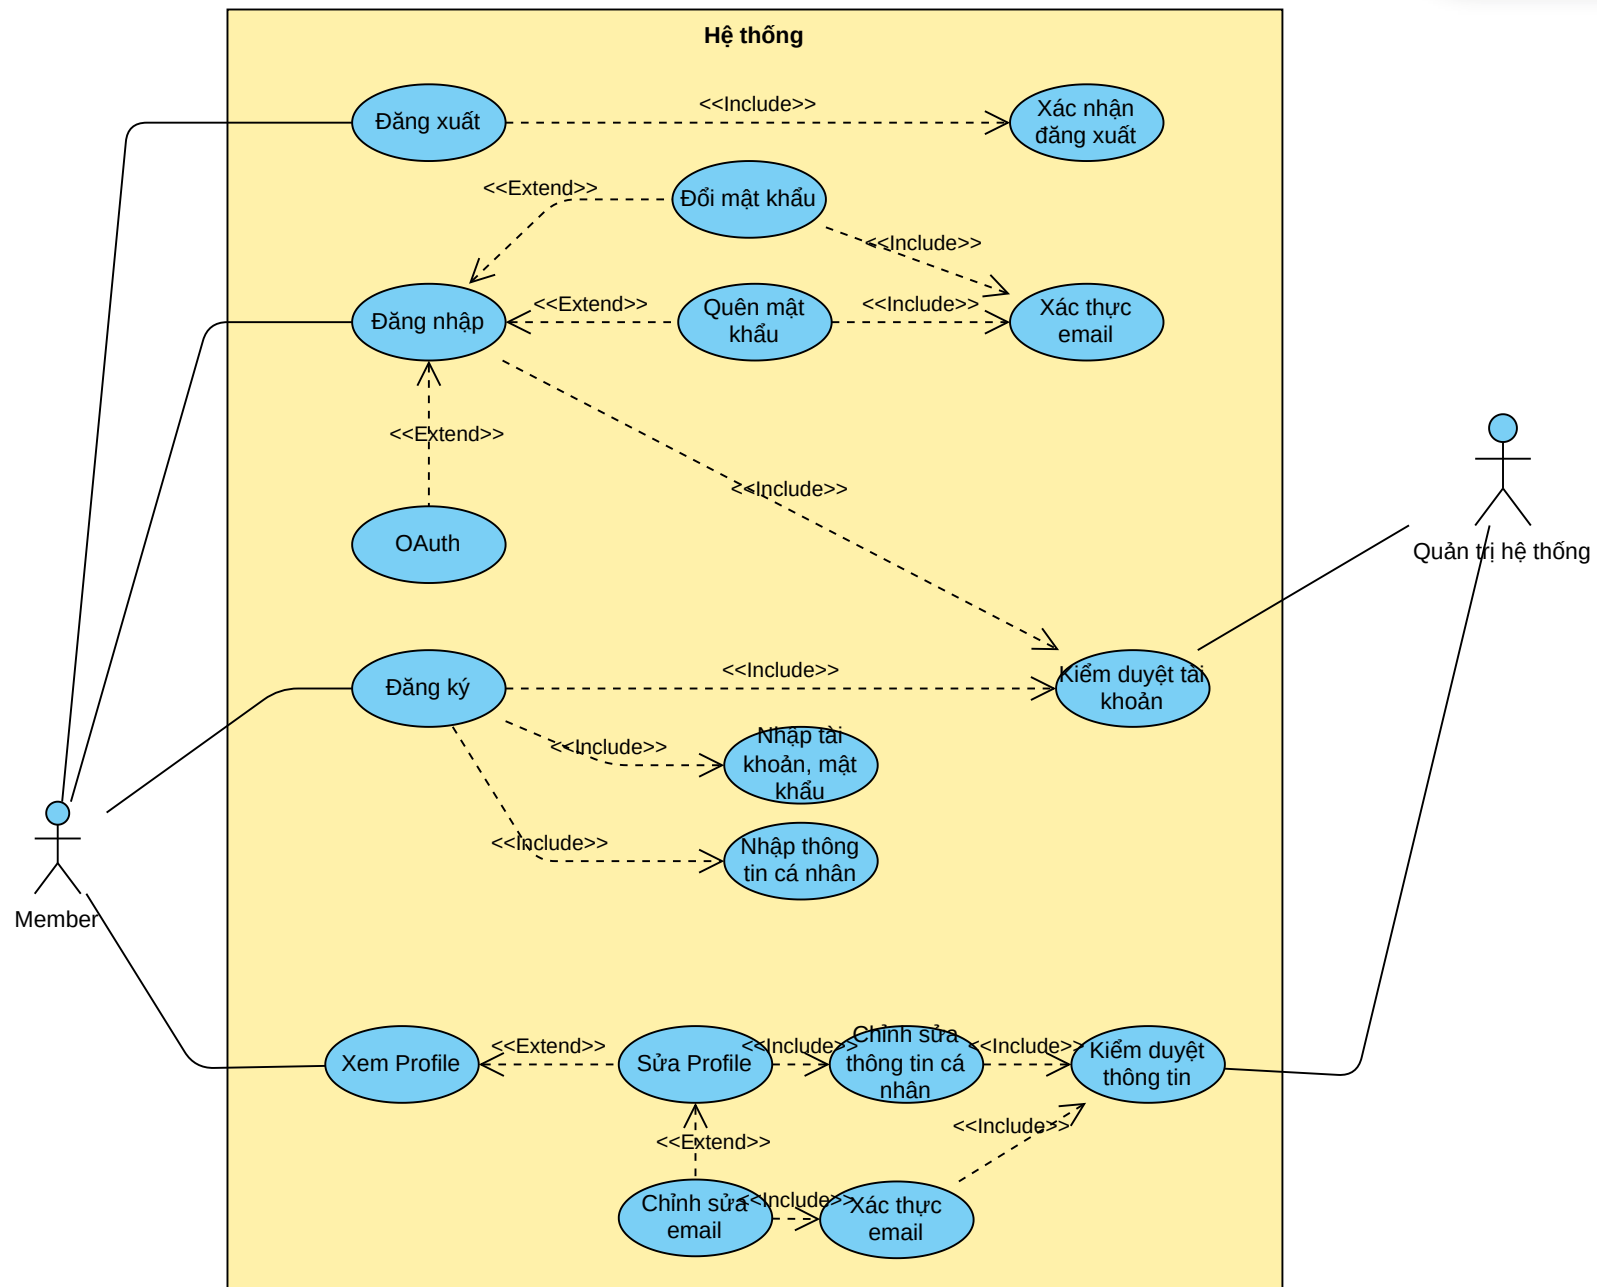 Hệ thống
Đăng xuất
<<Include>>
Xác nhận
đăng xuất
<<Extend>>
Đổi mật khẩu
<<Include>>
Đăng nhập
<<Extend>>
Quên mật
khẩu
<<Include>>
Xác thực
email
<<Extend>>
<<Include>>
OAuth
Quản trị hệ thống
Đăng ký
<<Include>>
Kiểm duyệt tài
khoản
<<Include>>
Nhập tài
khoản, mật
khẩu
<<Include>>
Nhập thông
tin cá nhân
Member
Xem Profile
<<Extend>>
Sửa Profile
<<Include>>
Chỉnh sửa
thông tin cá
nhân
<<Include>>
Kiểm duyệt
thông tin
<<Extend>>
<<Include>>
Chỉnh sửa
email
<<Include>>
Xác thực
email